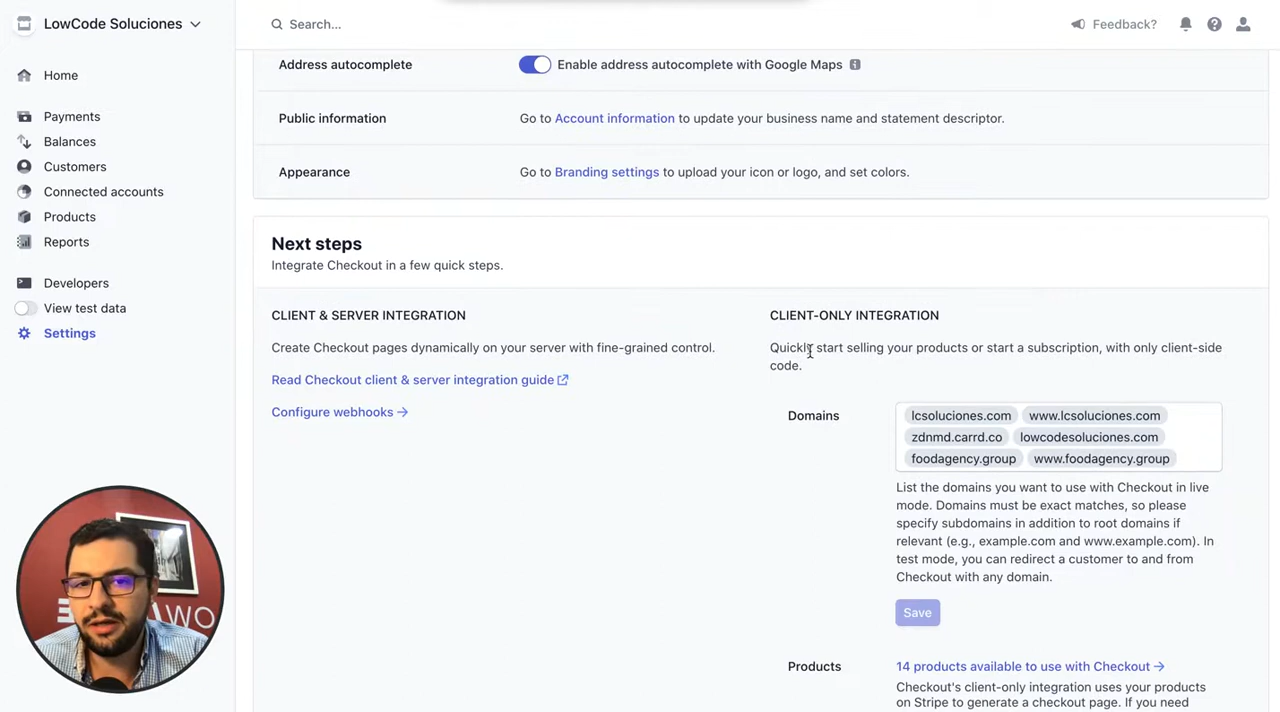 LowCode Soluciones
Search...
Feedback?
Home
Payments
Balances
Customers
Connected accounts
Products
Reports
Developers
View test data
Settings
Address autocomplete
Enable address autocomplete with Google Maps
Public information
Go to Account information to update your business name and statement descriptor.
Appearance
Go to Branding settings to upload your icon or logo, and set colors.
Next steps
Integrate Checkout in a few quick steps.
CLIENT & SERVER INTEGRATION
Create Checkout pages dynamically on your server with fine-grained control.
Read Checkout client & server integration guide
Configure webhooks →
CLIENT-ONLY INTEGRATION
Quickly start selling your products or start a subscription, with only client-side
code.
Domains
lcsoluciones.com www.lcsoluciones.com
zdnmd.carrd.co lowcodesoluciones.com
foodagency.group www.foodagency.group
List the domains you want to use with Checkout in live
mode. Domains must be exact matches, so please
specify subdomains in addition to root domains if
relevant (e.g., example.com and www.example.com). In
test mode, you can redirect a customer to and from
Checkout with any domain.
Save
Products
14 products available to use with Checkout →
Checkout's client-only integration uses your products
on Stripe to generate a checkout page. If you need